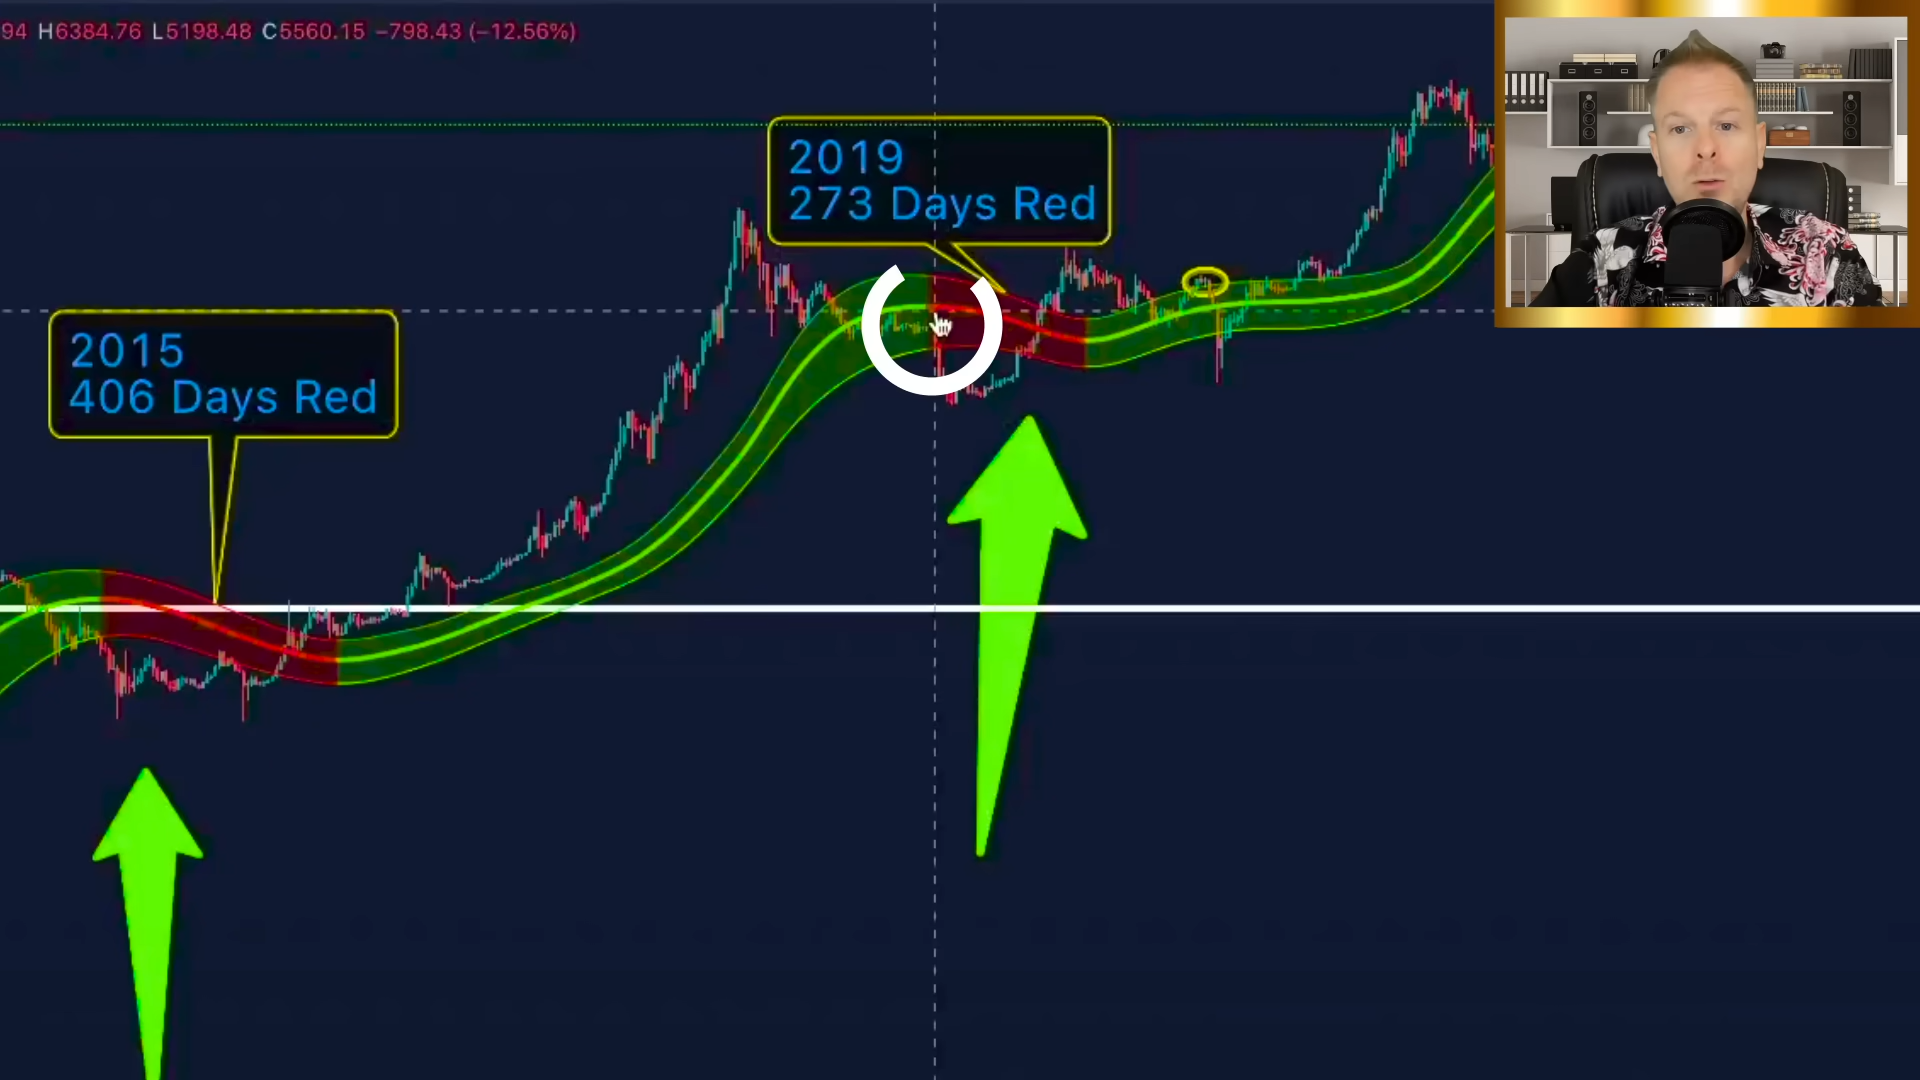 94 H6384.76 L5198.48 C5560.15 −798.43 (−12.56%)
2019
273 Days Red
2015
406 Days Red